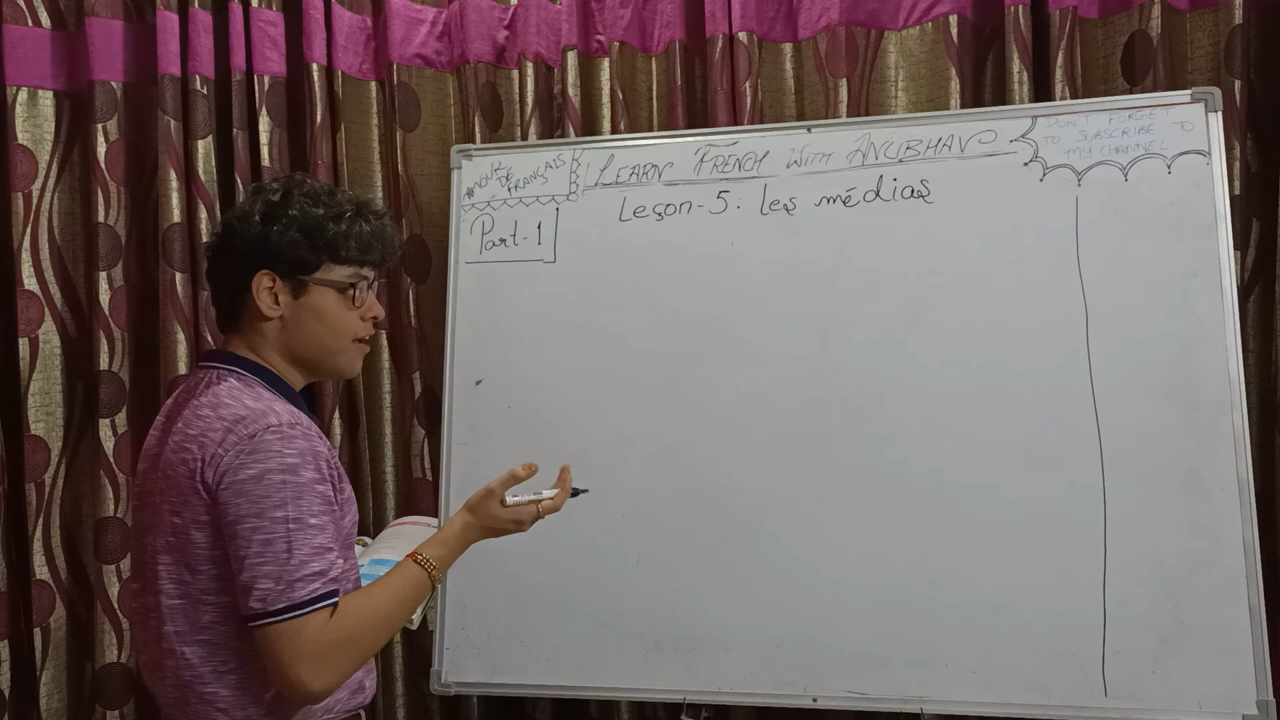 AMOUR
DE
FRANÇAIS
LEARN FRENCH WITH ANUBHAV
DON'T FORGET
TO SUBSCRIBE TO
MY CHANNEL
Leçon-5: les médias
Part-1